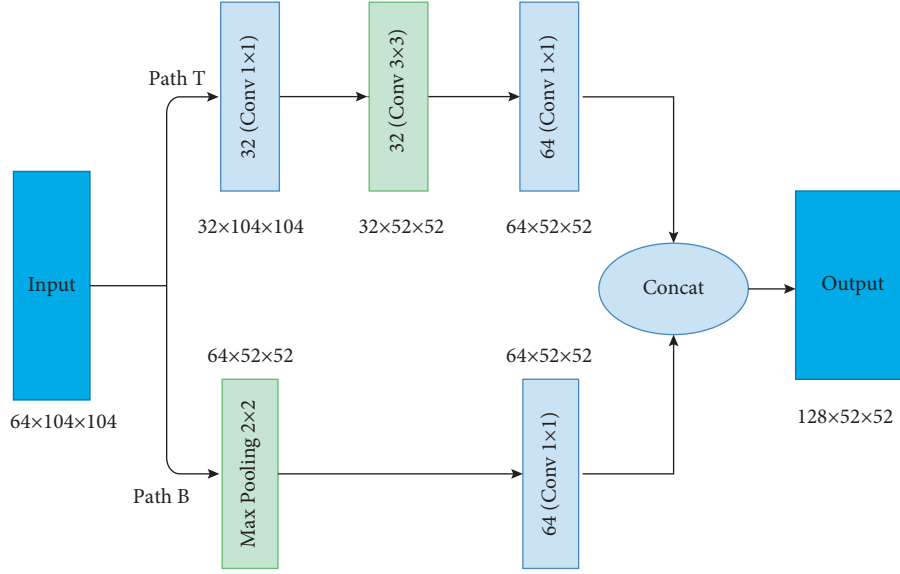 Path T
32 (Conv 1×1)
32 (Conv 3×3)
64 (Conv 1×1)
32×104×104
32×52×52
64×52×52
Input
Concat
Output
64×104×104
64×52×52
64×52×52
128×52×52
Path B
Max Pooling 2×2
64 (Conv 1×1)